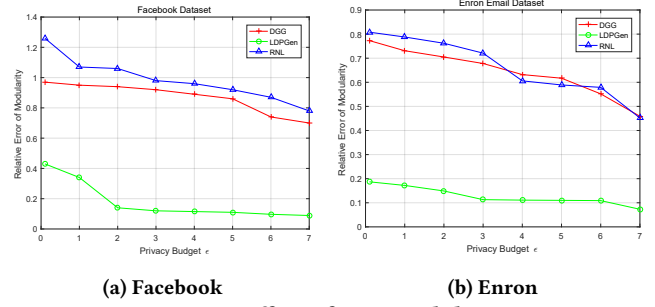 Facebook Dataset
1.4
1.2
1
0.8
0.6
0.4
0.2
0
Relative Error of Modularity
DGG
LDPGen
RNL
0 1 2 3 4 5 6 7
Privacy Budget ϵ
(a) Facebook
Enron Email Dataset
0.9
0.8
0.7
0.6
0.5
0.4
0.3
0.2
0.1
0
Relative Error of Modularity
DGG
LDPGen
RNL
0 1 2 3 4 5 6 7
Privacy Budget ϵ
(b) Enron